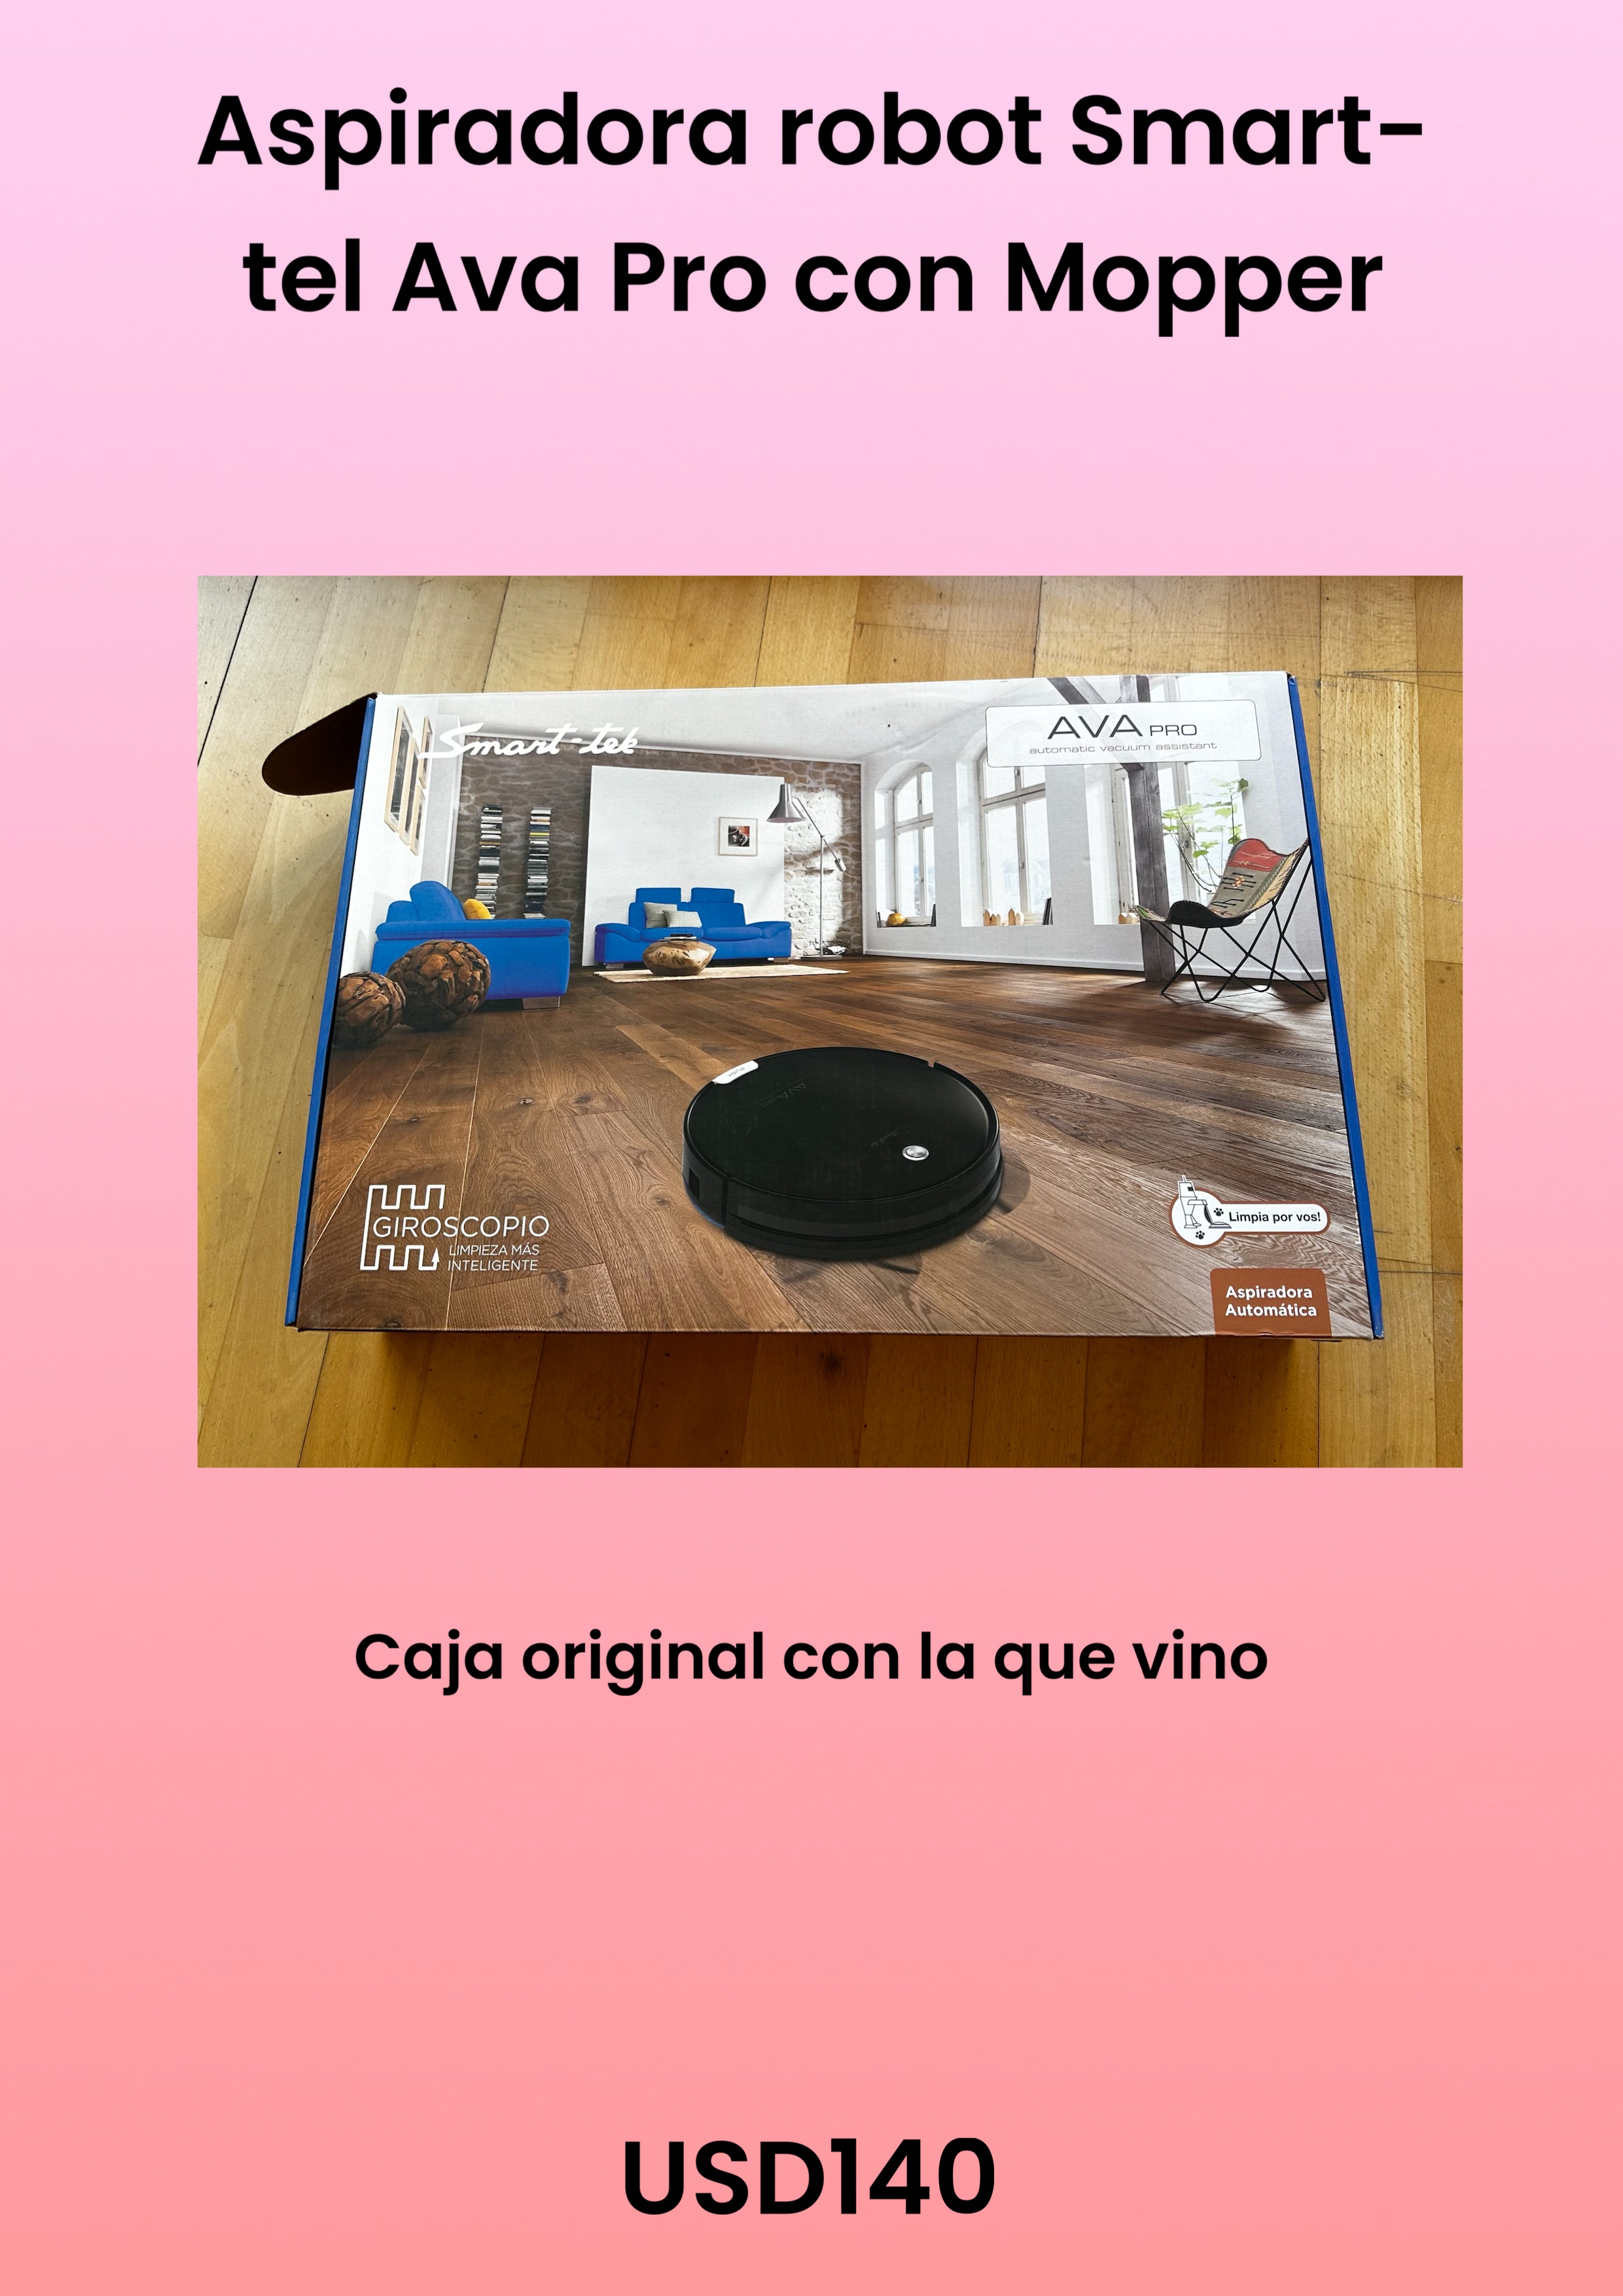 Aspiradora robot Smart-
tel Ava Pro con Mopper
Smart-tek
AVA PRO
automatic vacuum assistant
GIROSCOPIO
LIMPIEZA MÁS
INTELIGENTE
Limpia por vos!
Aspiradora
Automática
Caja original con la que vino
USD140